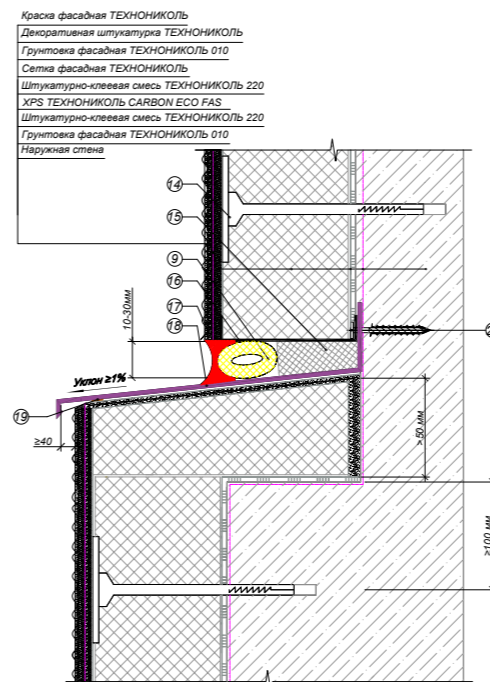 Краска фасадная ТЕХНОНИКОЛЬ
Декоративная штукатурка ТЕХНОНИКОЛЬ
Грунтовка фасадная ТЕХНОНИКОЛЬ 010
Сетка фасадная ТЕХНОНИКОЛЬ
Штукатурно-клеевая смесь ТЕХНОНИКОЛЬ 220
XPS ТЕХНОНИКОЛЬ CARBON ECO FAS
Штукатурно-клеевая смесь ТЕХНОНИКОЛЬ 220
Грунтовка фасадная ТЕХНОНИКОЛЬ 010
Наружная стена
14
15
9
16
17
18
10-30мм
Уклон ≥1%
19
≥40
>50 мм
≥100 мм